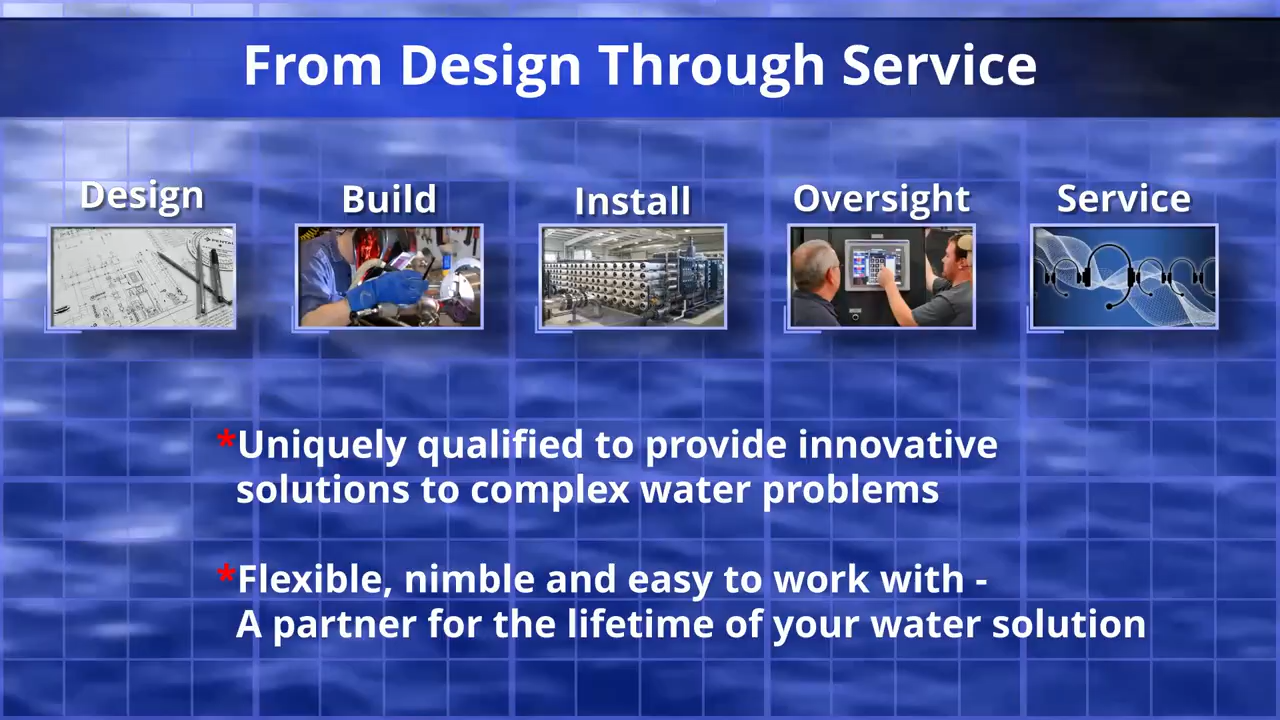 From Design Through Service
Design
Build
Install
Oversight
Service
*Uniquely qualified to provide innovative
solutions to complex water problems
*Flexible, nimble and easy to work with -
A partner for the lifetime of your water solution